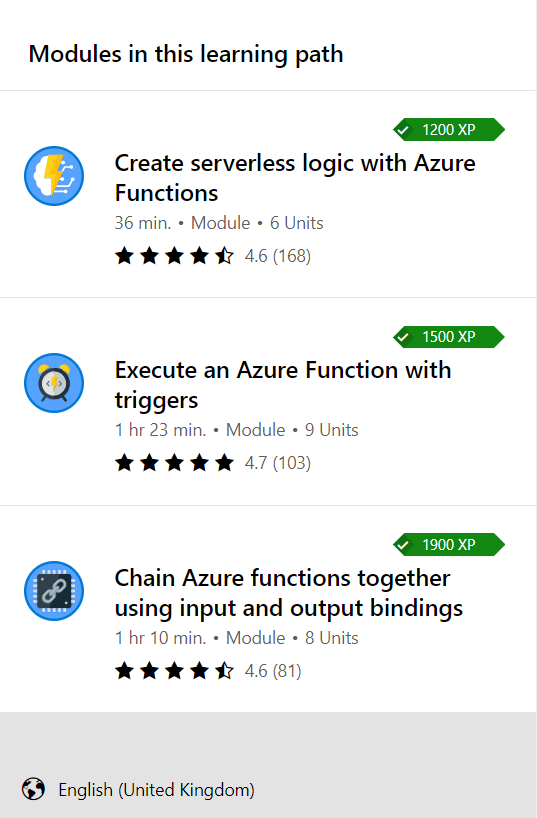 Modules in this learning path
1200 XP
Create serverless logic with Azure
Functions
36 min. • Module • 6 Units
4.6 (168)
1500 XP
Execute an Azure Function with
triggers
1 hr 23 min. • Module • 9 Units
4.7 (103)
1900 XP
Chain Azure functions together
using input and output bindings
1 hr 10 min. • Module • 8 Units
4.6 (81)
English (United Kingdom)